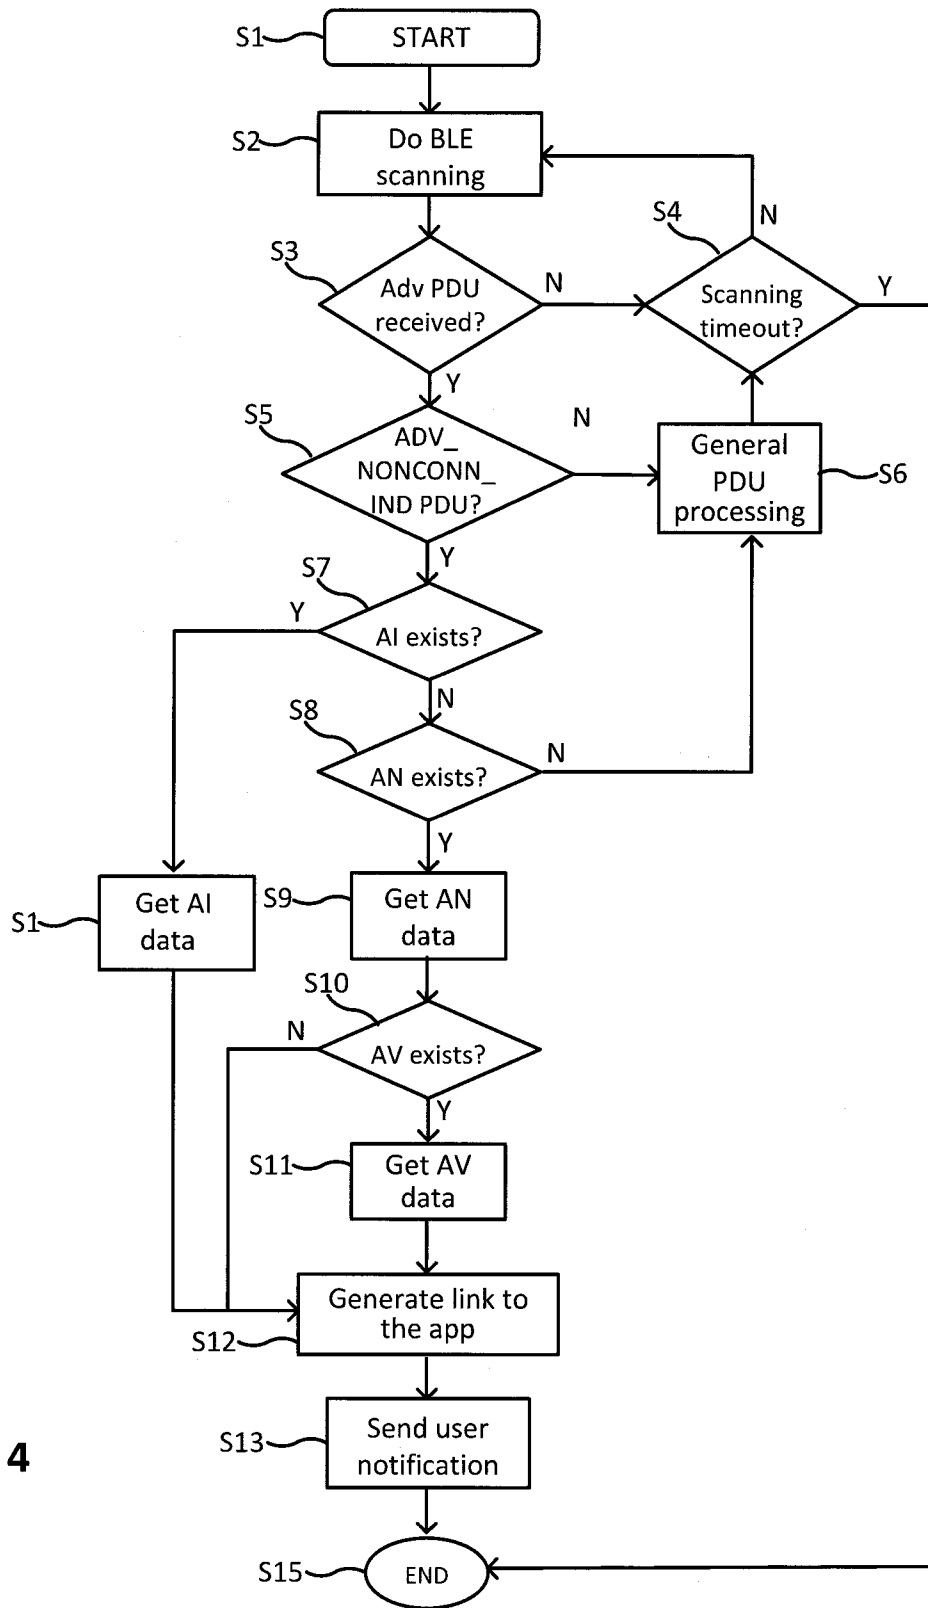 S1
START
S2
Do BLE
scanning
S4
N
S3
Adv PDU
received?
N
Scanning
timeout?
Y
Y
S5
N
ADV_
NONCONN_
IND PDU?
General
PDU
processing
S6
Y
S7
Y
AI exists?
N
S8
AN exists?
N
Y
S1
Get AI
data
S9
Get AN
data
S10
N
AV exists?
Y
S11
Get AV
data
Generate link to
the app
S12
S13
Send user
notification
4
S15
END